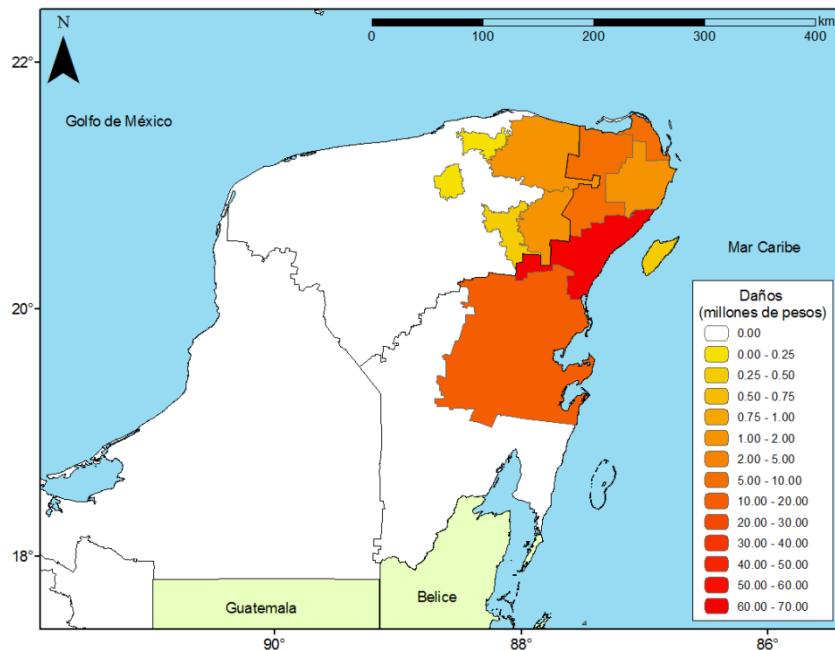 N
km
0 100 200 300 400
22°
Golfo de México
Mar Caribe
20°
Daños
(millones de pesos)
0.00
0.00 - 0.25
0.25 - 0.50
0.50 - 0.75
0.75 - 1.00
1.00 - 2.00
2.00 - 5.00
5.00 - 10.00
10.00 - 20.00
20.00 - 30.00
30.00 - 40.00
40.00 - 50.00
50.00 - 60.00
60.00 - 70.00
18°
Guatemala
Belice
90° 88° 86°